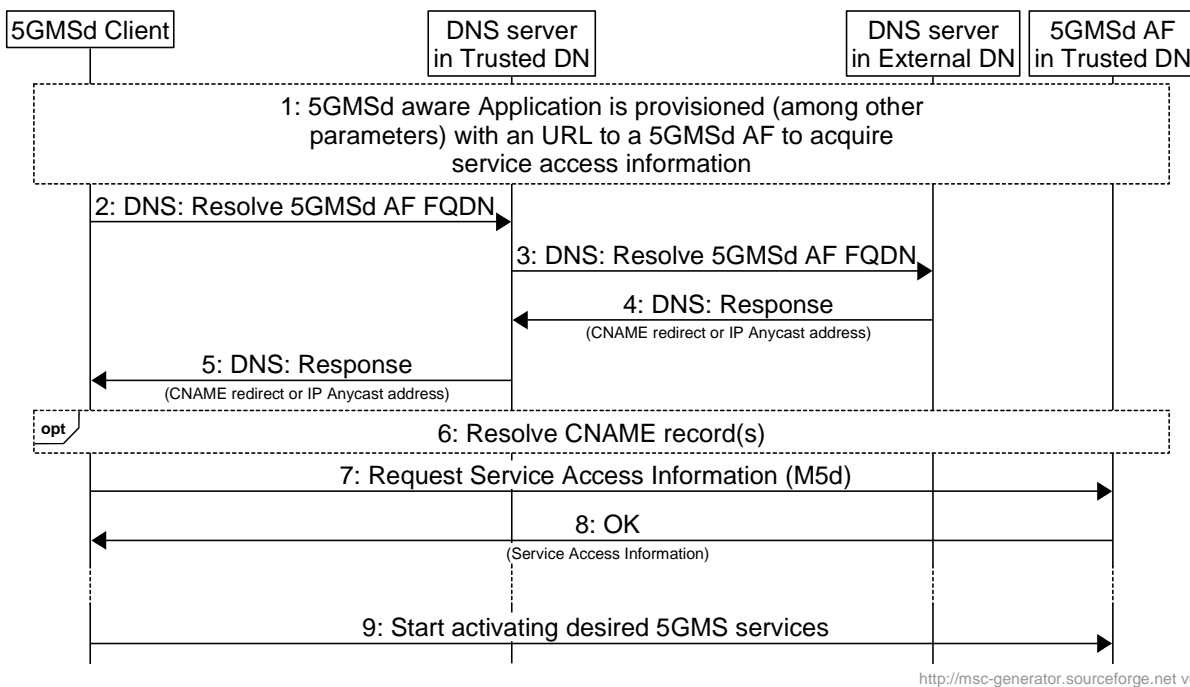 5GMSd Client
DNS server
in Trusted DN
DNS server
in External DN
5GMSd AF
in Trusted DN
1: 5GMSd aware Application is provisioned (among other
parameters) with an URL to a 5GMSd AF to acquire
service access information
2: DNS: Resolve 5GMSd AF FQDN
3: DNS: Resolve 5GMSd AF FQDN
4: DNS: Response
(CNAME redirect or IP Anycast address)
5: DNS: Response
(CNAME redirect or IP Anycast address)
opt
6: Resolve CNAME record(s)
7: Request Service Access Information (M5d)
8: OK
(Service Access Information)
9: Start activating desired 5GMS services
http://msc-generator.sourceforge.net